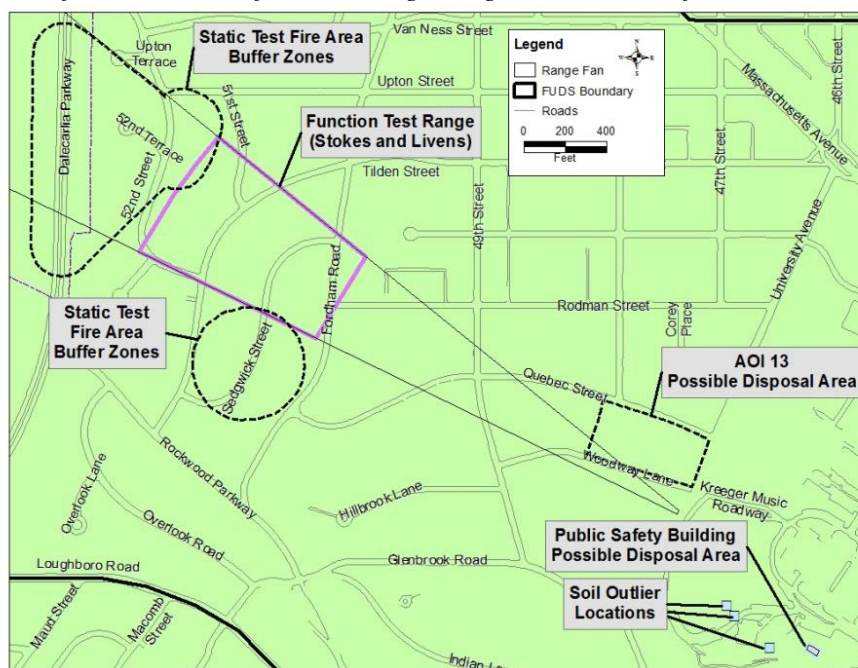 Van Ness Street
46th Street
Static Test Fire Area
Buffer Zones
Upton
Terrace
Legend
Range Fan
FUDS Boundary
Roads
0 200 400
Feet
N
Massachusetts Avenue
Dalecarlia Parkway
51st Street
Upton Street
Function Test Range
(Stokes and Livens)
52nd Terrace
47th Street
Tilden Street
52nd Street
49th Street
University Avenue
Fordham Road
Rodman Street
Corey
Place
Static Test
Fire Area
Buffer Zones
Sedgwick Street
AOI 13
Possible Disposal Area
Quebec Street
Rockwood Parkway
Woodway Lane
Overlook Lane
Hillbrook Lane
Kreeger Music
Roadway
Overlook Road
Public Safety Building
Possible Disposal Area
Glenbrook Road
Loughboro Road
Soil Outlier
Locations
Maud Street
Macomb
Street
Indian